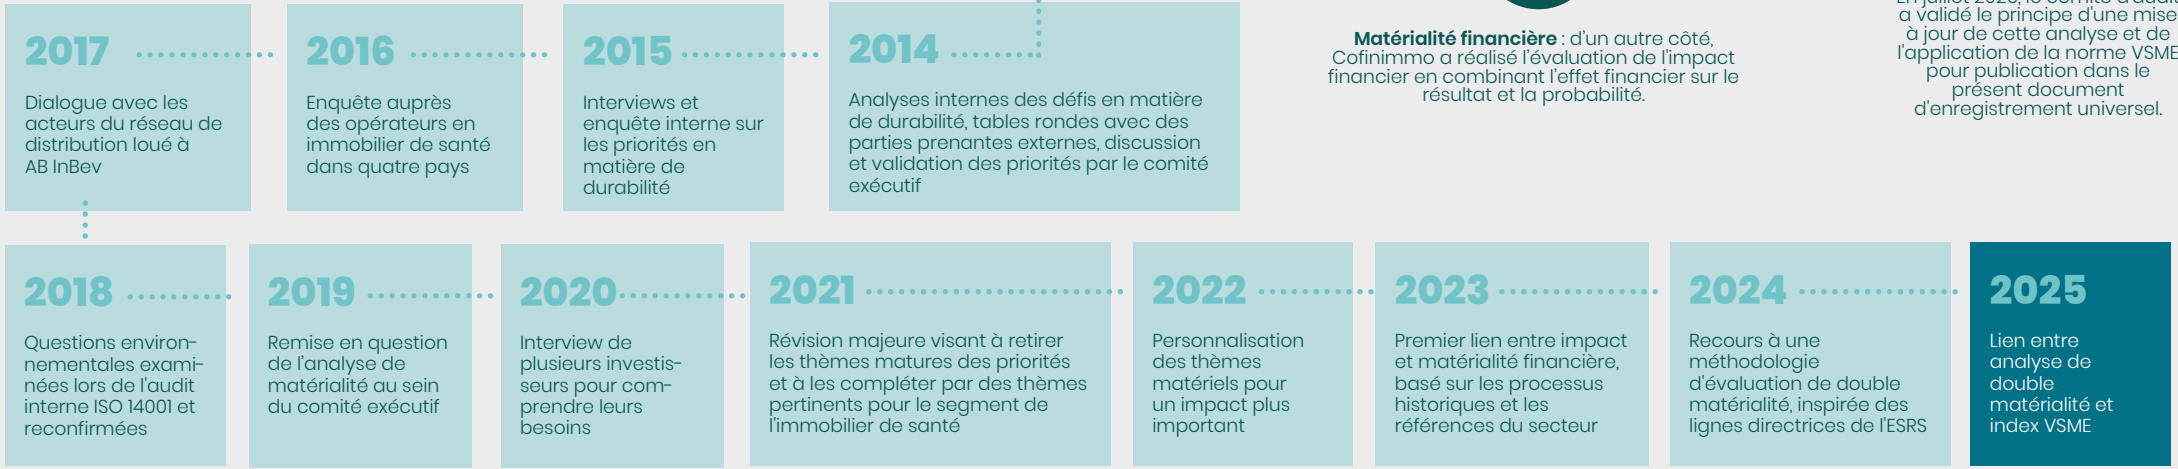 2017
Dialogue avec les
acteurs du réseau de
distribution loué à
AB InBev
2016
Enquête auprès
des opérateurs en
immobilier de santé
dans quatre pays
2015
Interviews et
enquête interne sur
les priorités en
matière de
durabilité
2014
Analyses internes des défis en matière
de durabilité, tables rondes avec des
parties prenantes externes, discussion
et validation des priorités par le comité
exécutif
Matérialité financière : d’un autre côté,
Cofinimmo a réalisé l’évaluation de l’impact
financier en combinant l’effet financier sur le
résultat et la probabilité.
a validé le principe d'une mise
à jour de cette analyse et de
l'application de la norme VSME
pour publication dans le
présent document
d'enregistrement universel.
2018
Questions environ-
nementales exami-
nées lors de l'audit
interne ISO 14001 et
reconfirmées
2019
Remise en question
de l’analyse de
matérialité au sein
du comité exécutif
2020
Interview de
plusieurs investis-
seurs pour com-
prendre leurs
besoins
2021
Révision majeure visant à retirer
les thèmes matures des priorités
et à les compléter par des thèmes
pertinents pour le segment de
l'immobilier de santé
2022
Personnalisation
des thèmes
matériels pour
un impact plus
important
2023
Premier lien entre impact
et matérialité financière,
basé sur les processus
historiques et les
références du secteur
2024
Recours à une
méthodologie
d'évaluation de double
matérialité, inspirée des
lignes directrices de l'ESRS
2025
Lien entre
analyse de
double
matérialité et
index VSME